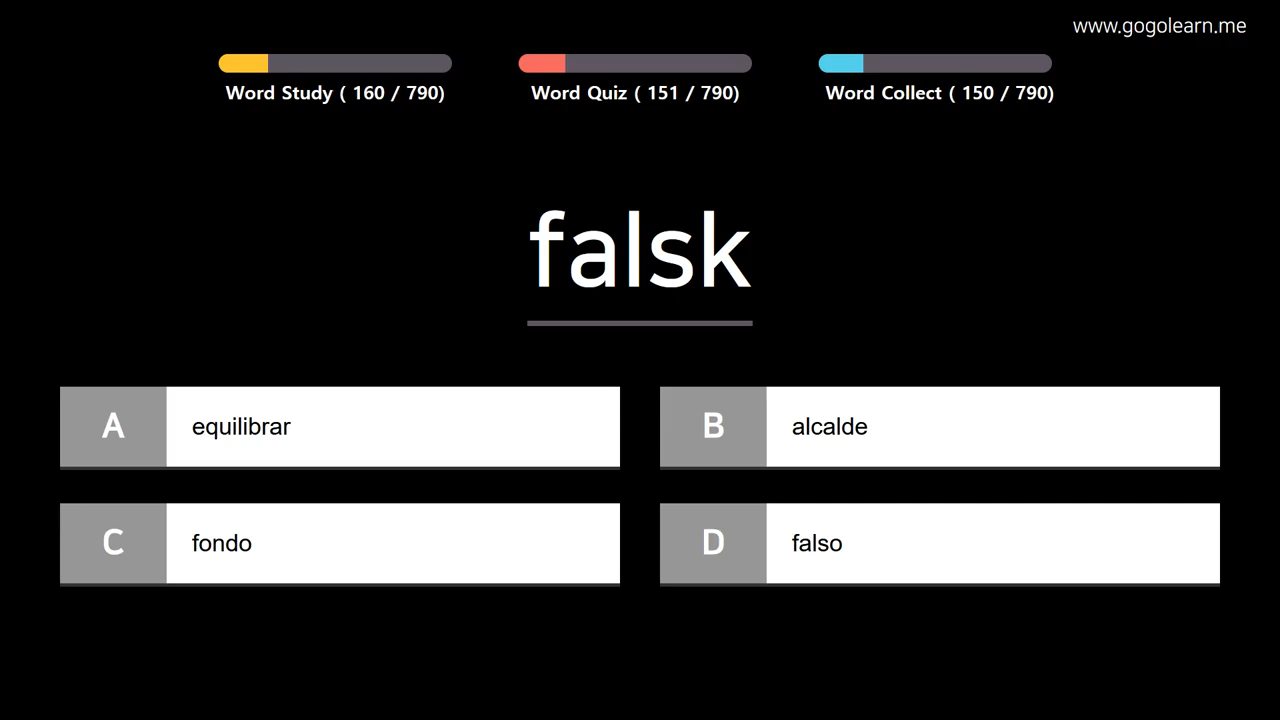 www.gogolearn.me
Word Study ( 160 / 790)
Word Quiz ( 151 / 790)
Word Collect ( 150 / 790)
falsk
A equilibrar
B alcalde
C fondo
D falso